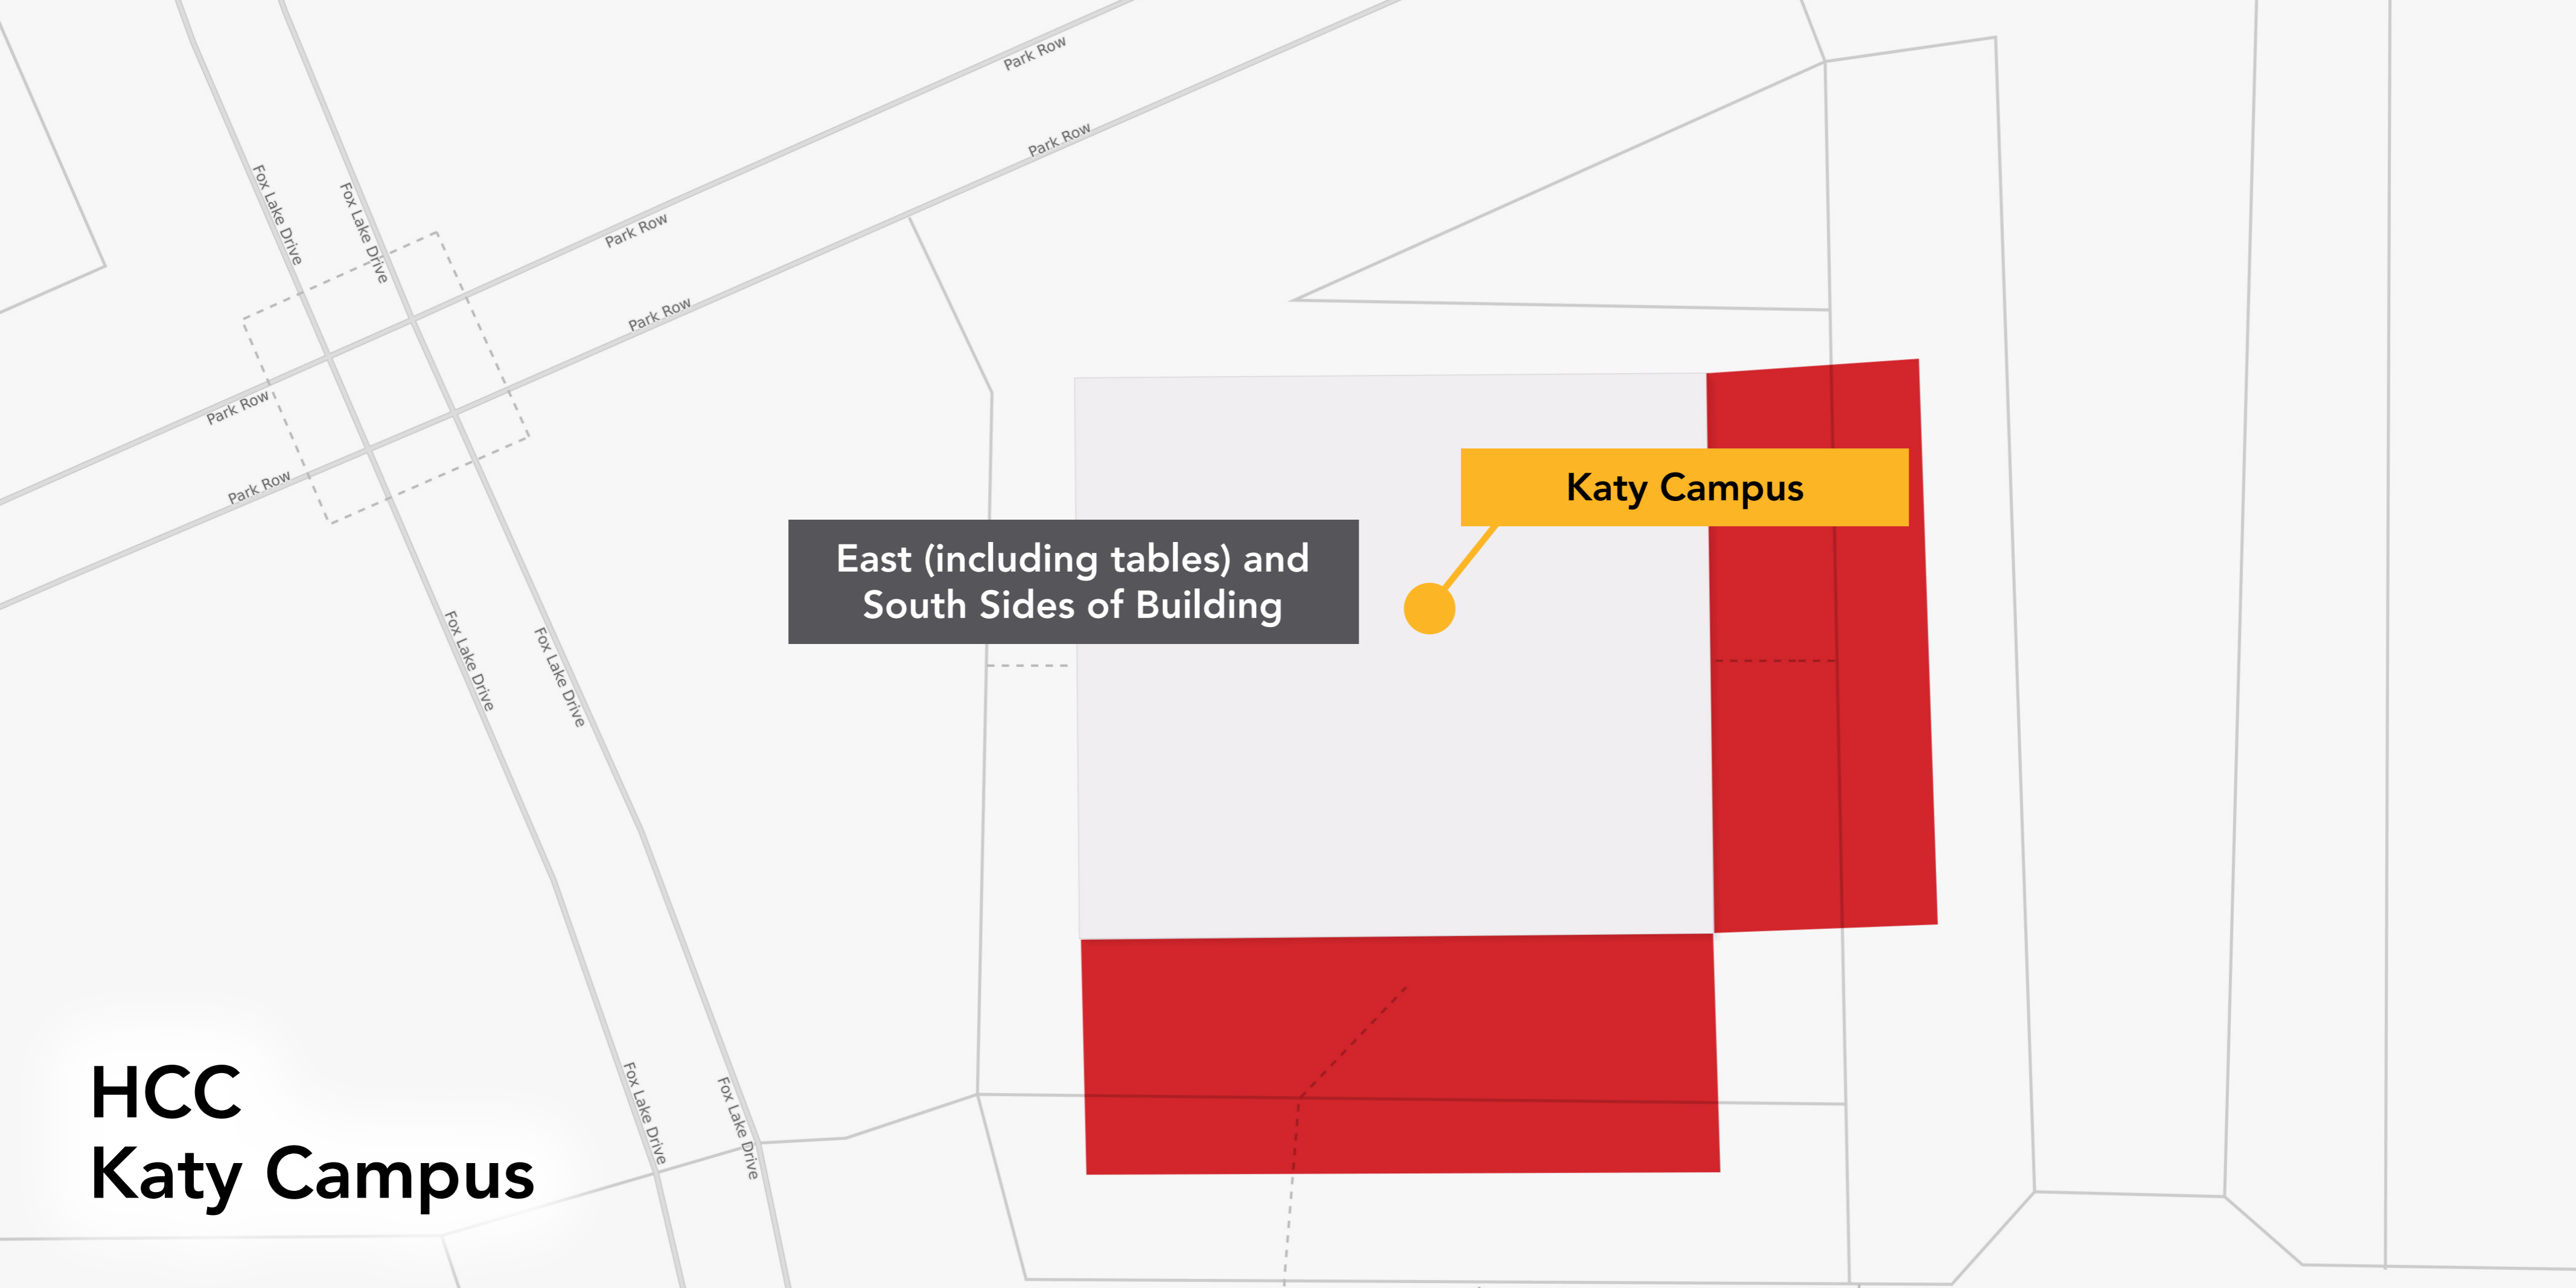 Park Row
Park Row
Fox Lake Drive
Fox Lake Drive
Park Row
Park Row
Park Row
Park Row
Katy Campus
East (including tables) and
South Sides of Building
Fox Lake Drive
Fox Lake Drive
Fox Lake Drive
Fox Lake Drive
HCC
Katy Campus